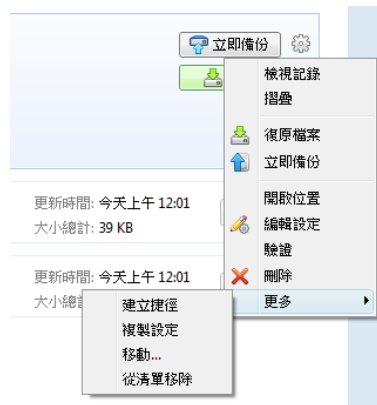 立即備份
檢視記錄
摺疊
復原檔案
立即備份
更新時間: 今天上午 12:01
大小總計: 39 KB
開啟位置
編輯設定
驗證
更新時間: 今天上午 12:01
刪除
大小總計
更多
建立捷徑
複製設定
移動...
從清單移除